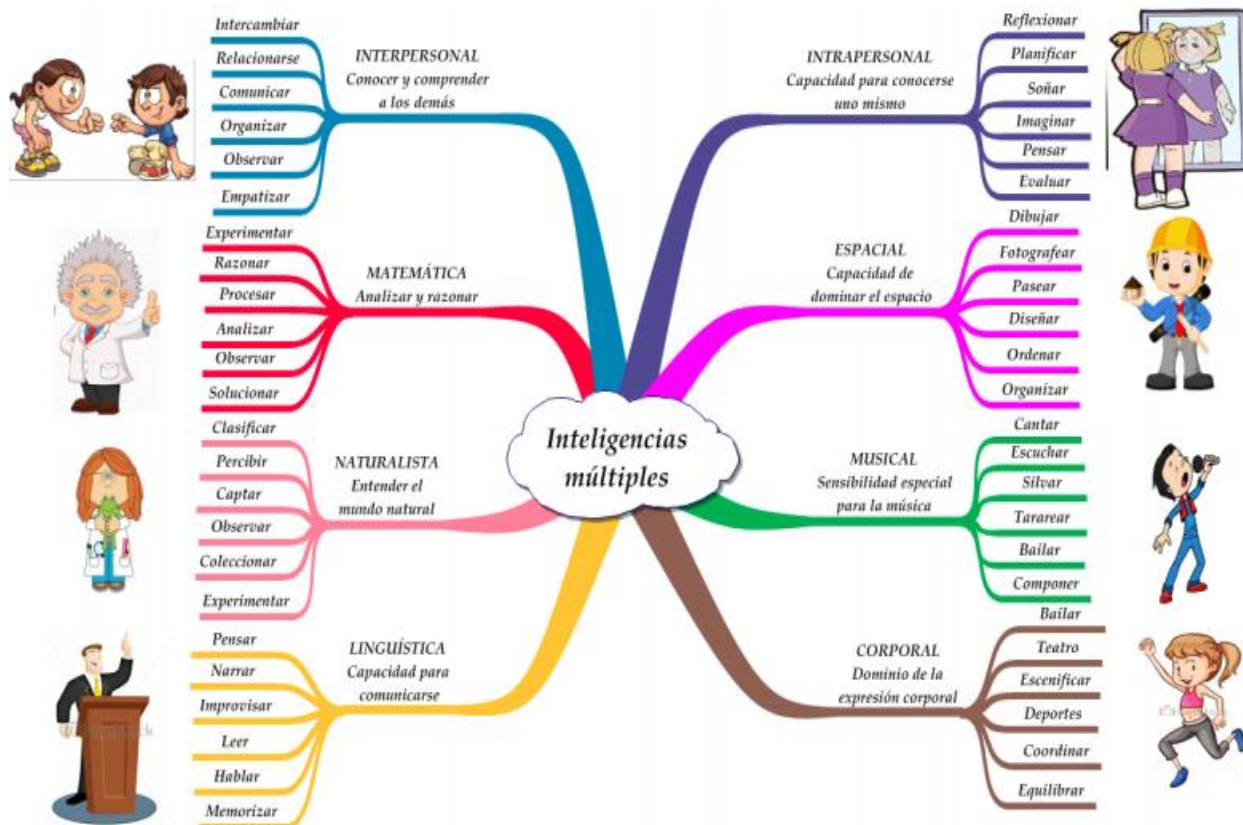 Intercambiar
Relacionarse
Comunicar
Organizar
Observar
Empatizar
INTERPERSONAL
Conocer y comprender
a los demás
Experimentar
Razonar
Procesar
Analizar
Observar
Solucionar
MATEMÁTICA
Analizar y razonar
Clasificar
Percibir
Captar
Observar
Coleccionar
Experimentar
NATURALISTA
Entender el
mundo natural
Pensar
Narrar
Improvisar
Leer
Hablar
Memorizar
LINGUÍSTICA
Capacidad para
comunicarse
Inteligencias
múltiples
INTRAPERSONAL
Capacidad para conocerse
uno mismo
Reflexionar
Planificar
Soñar
Imaginar
Pensar
Evaluar
ESPACIAL
Capacidad de
dominar el espacio
Dibujar
Fotografear
Pasear
Diseñar
Ordenar
Organizar
MUSICAL
Sensibilidad especial
para la música
Cantar
Escuchar
Silvar
Tararear
Bailar
Componer
CORPORAL
Dominio de la
expresión corporal
Bailar
Teatro
Escenificar
Deportes
Coordinar
Equilibrar